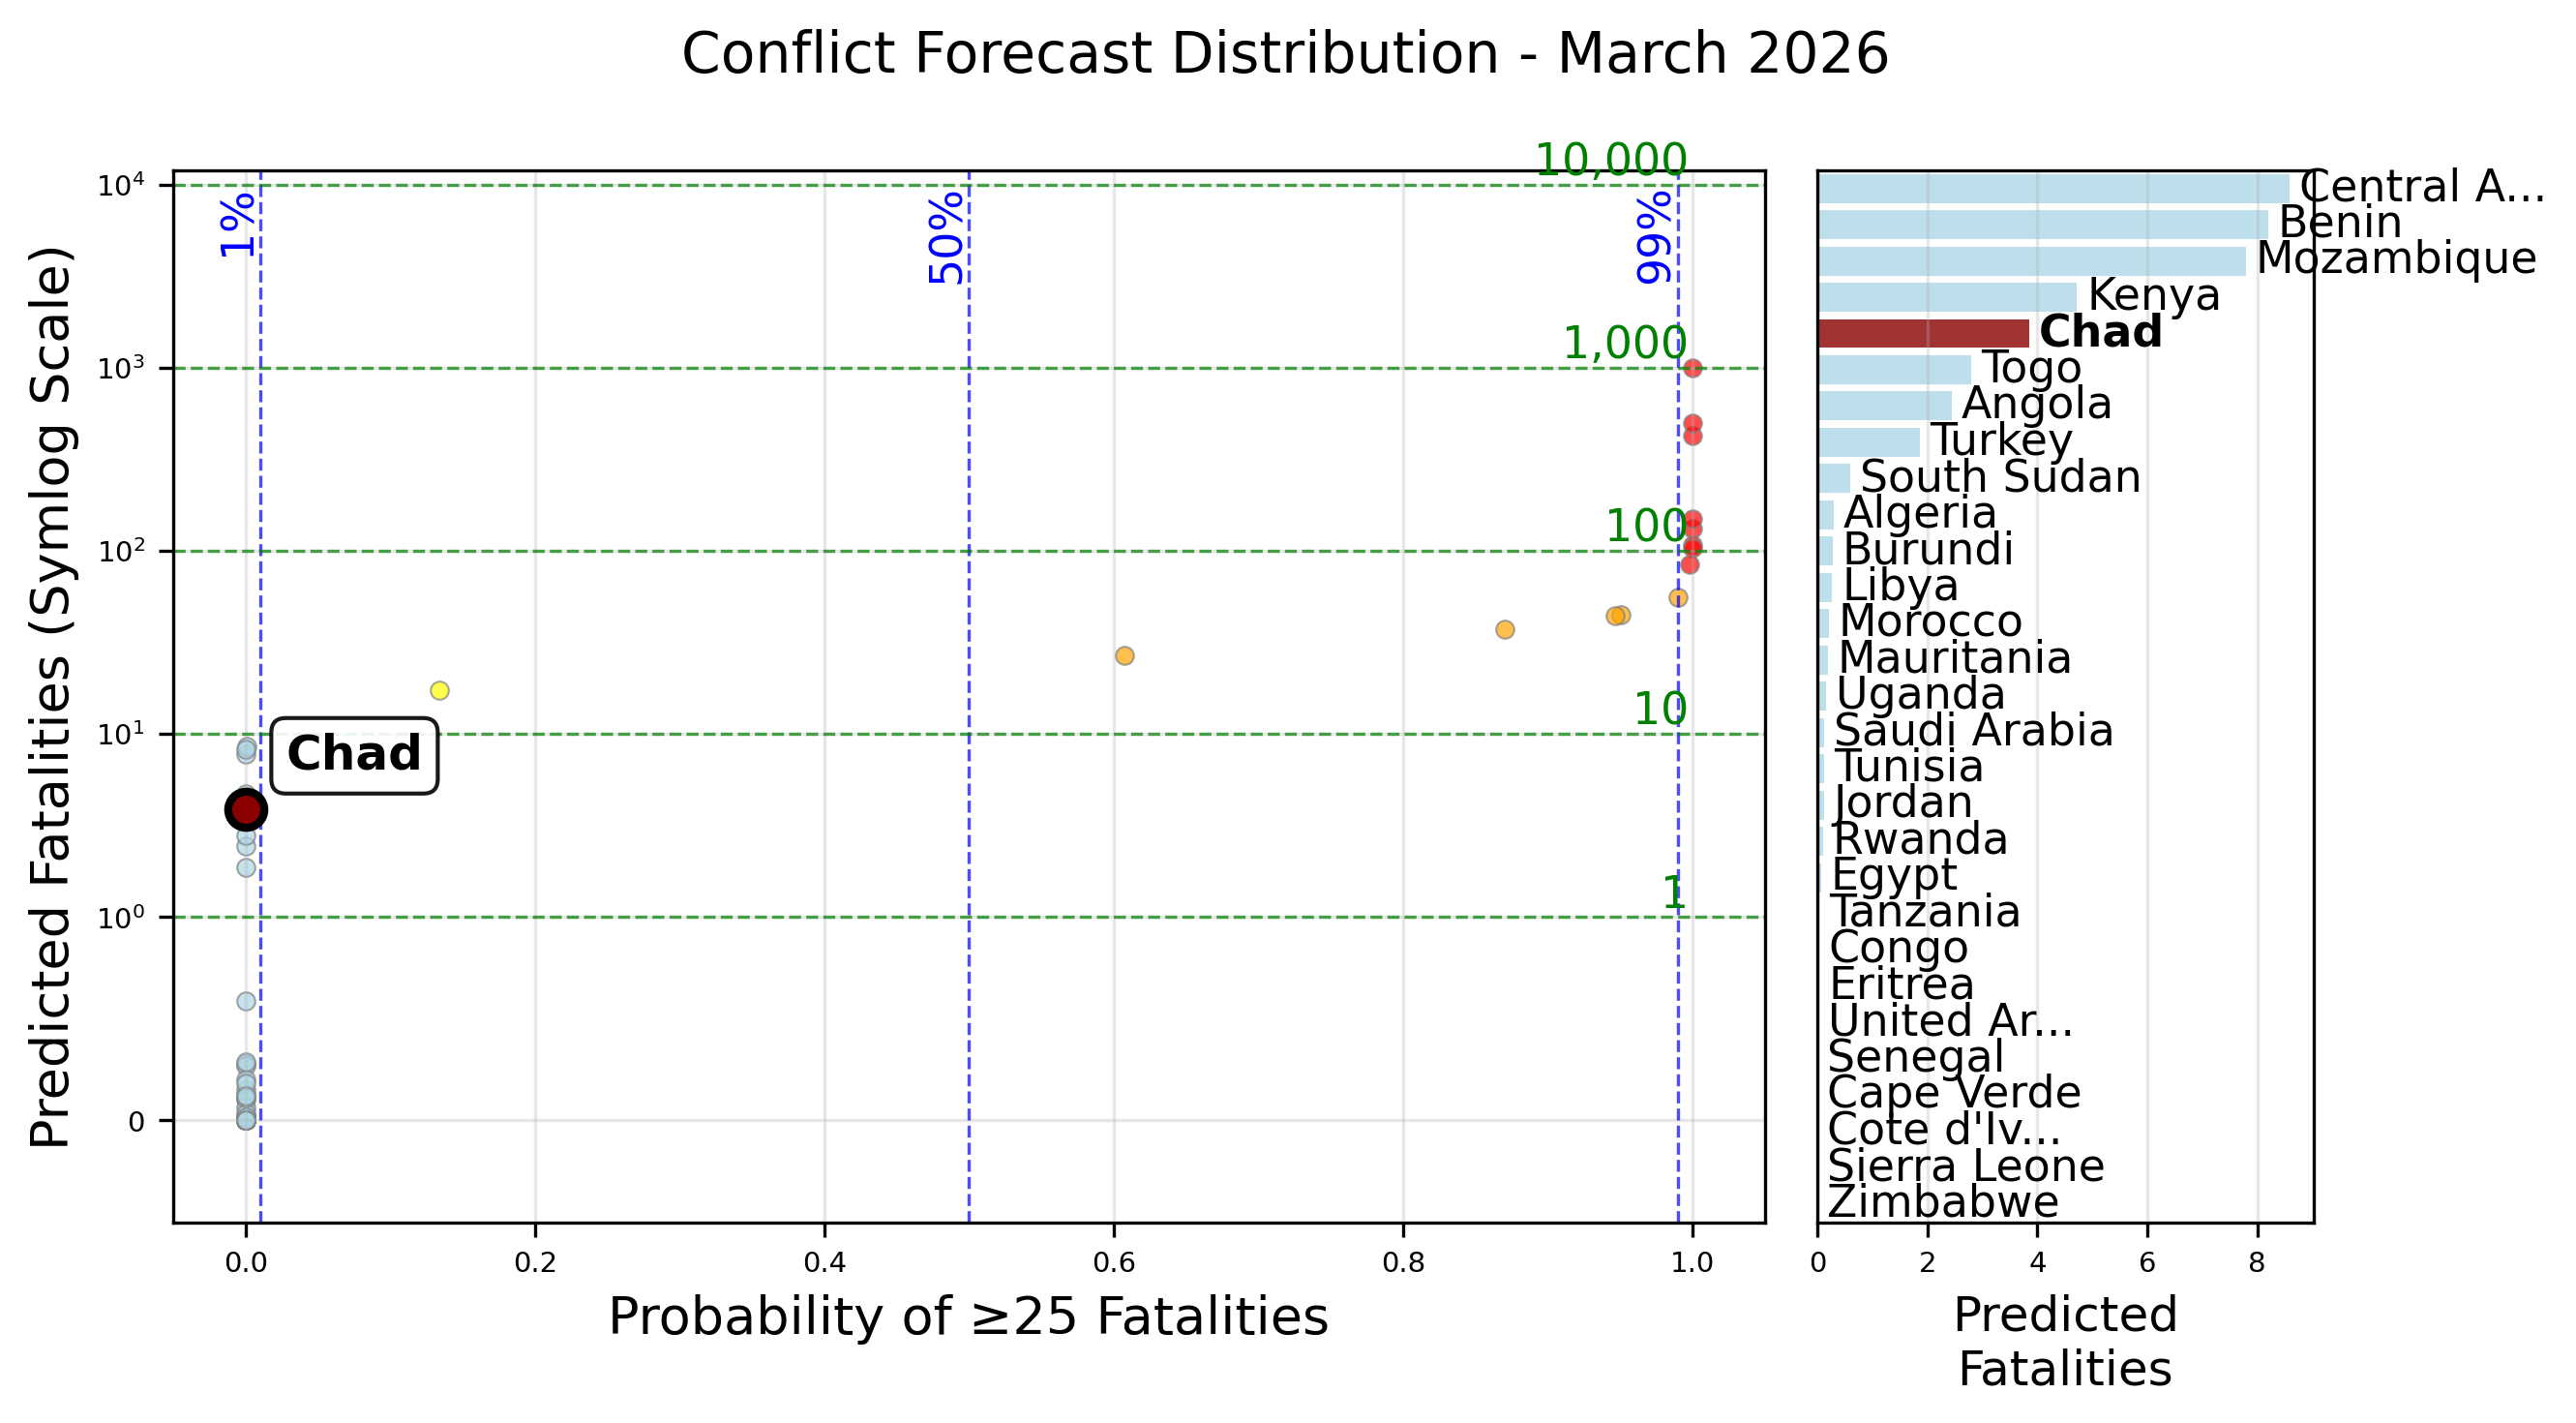 Conflict Forecast Distribution - March 2026
Predicted Fatalities (Symlog Scale)
10⁴
10³
10²
10¹
10⁰
0
1%
50%
99%
10,000
1,000
100
10
1
Chad
0.0 0.2 0.4 0.6 0.8 1.0
Probability of ≥25 Fatalities
Central A...
Benin
Mozambique
Kenya
Chad
Togo
Angola
Turkey
South Sudan
Algeria
Burundi
Libya
Morocco
Mauritania
Uganda
Saudi Arabia
Tunisia
Jordan
Rwanda
Egypt
Tanzania
Congo
Eritrea
United Ar...
Senegal
Cape Verde
Cote d'Iv...
Sierra Leone
Zimbabwe
0 2 4 6 8
Predicted
Fatalities